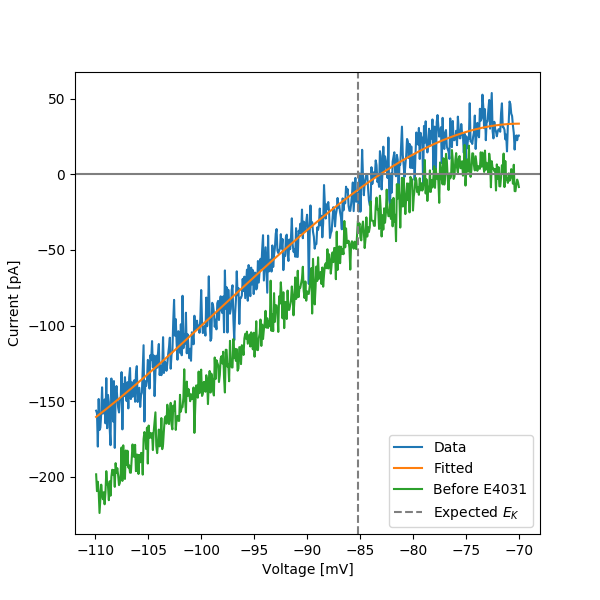 50
0
−50
−100
−150
−200
Current [pA]
Data
Fitted
Before E4031
Expected E_K
−110 −105 −100 −95 −90 −85 −80 −75 −70
Voltage [mV]